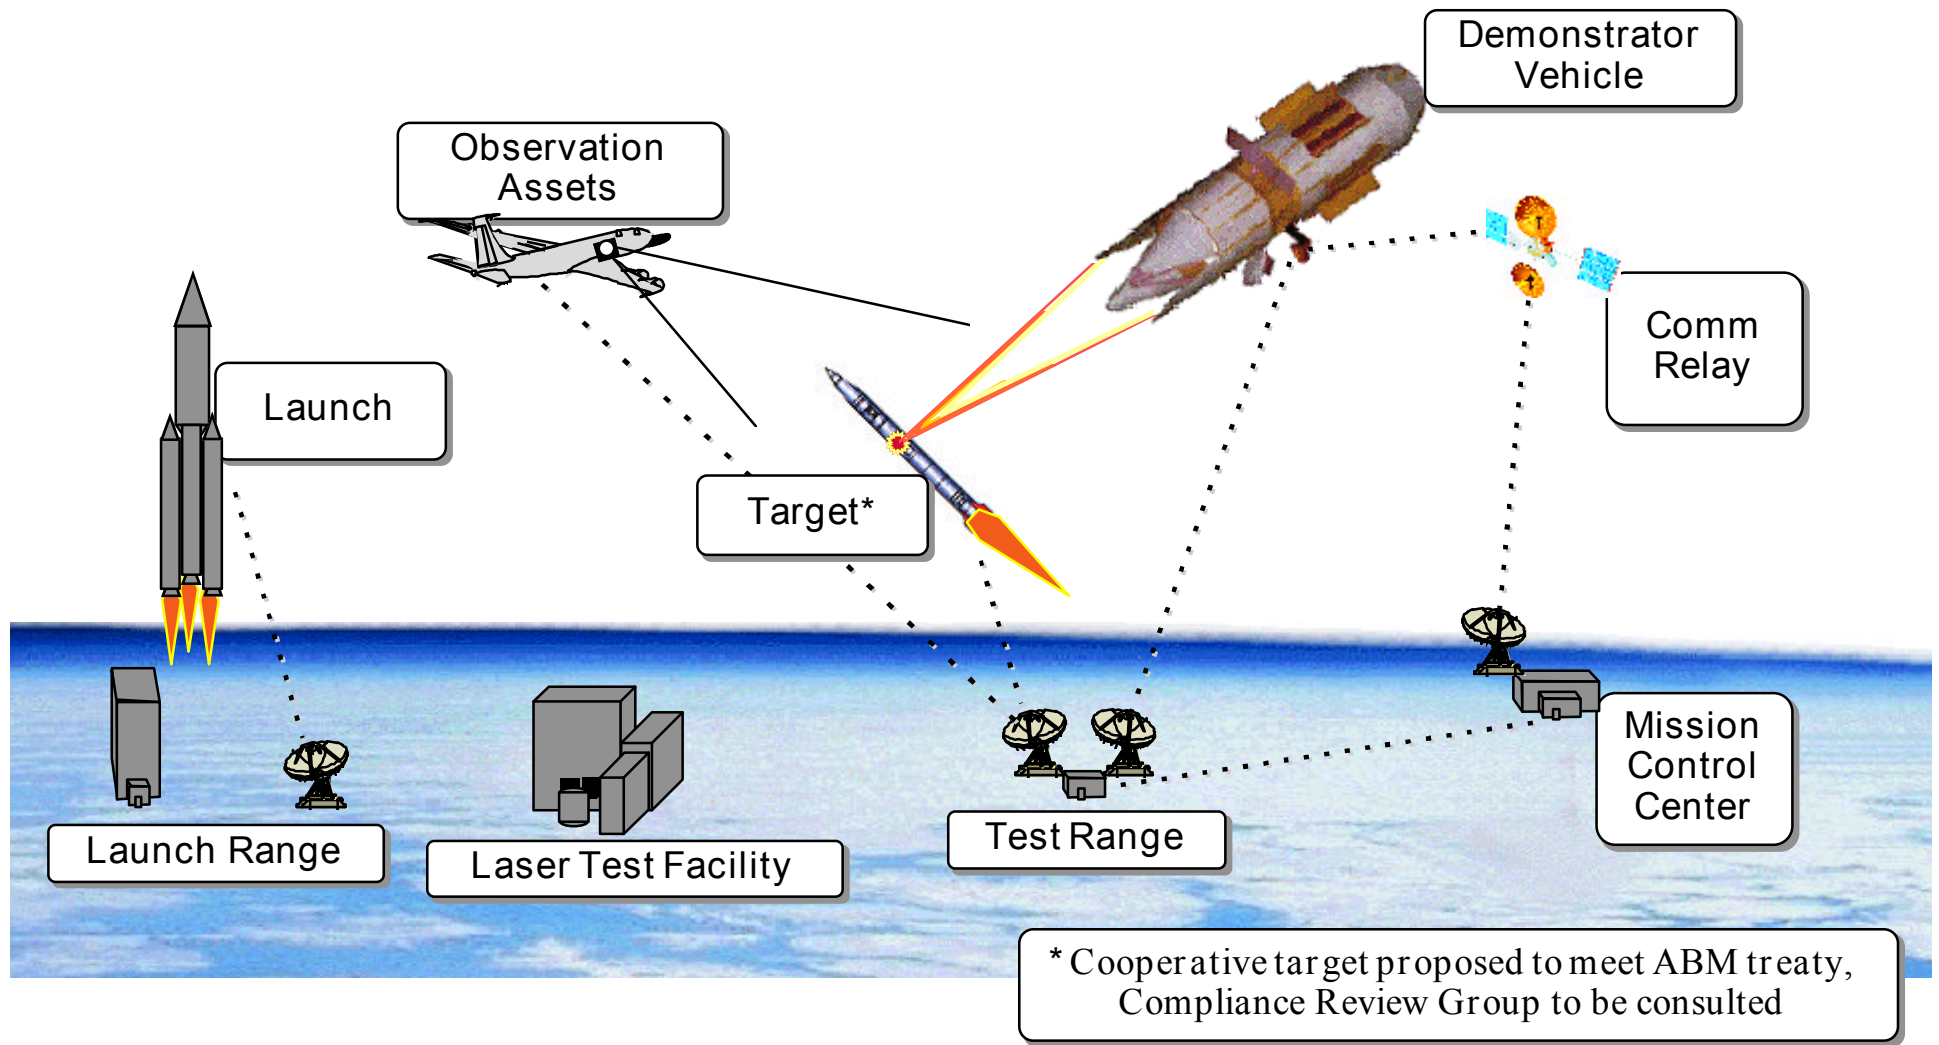 Demonstrator
Vehicle
Observation
Assets
Comm
Relay
Launch
Target*
Mission
Control
Center
Launch Range
Laser Test Facility
Test Range
* Cooperative target proposed to meet ABM treaty,
Compliance Review Group to be consulted